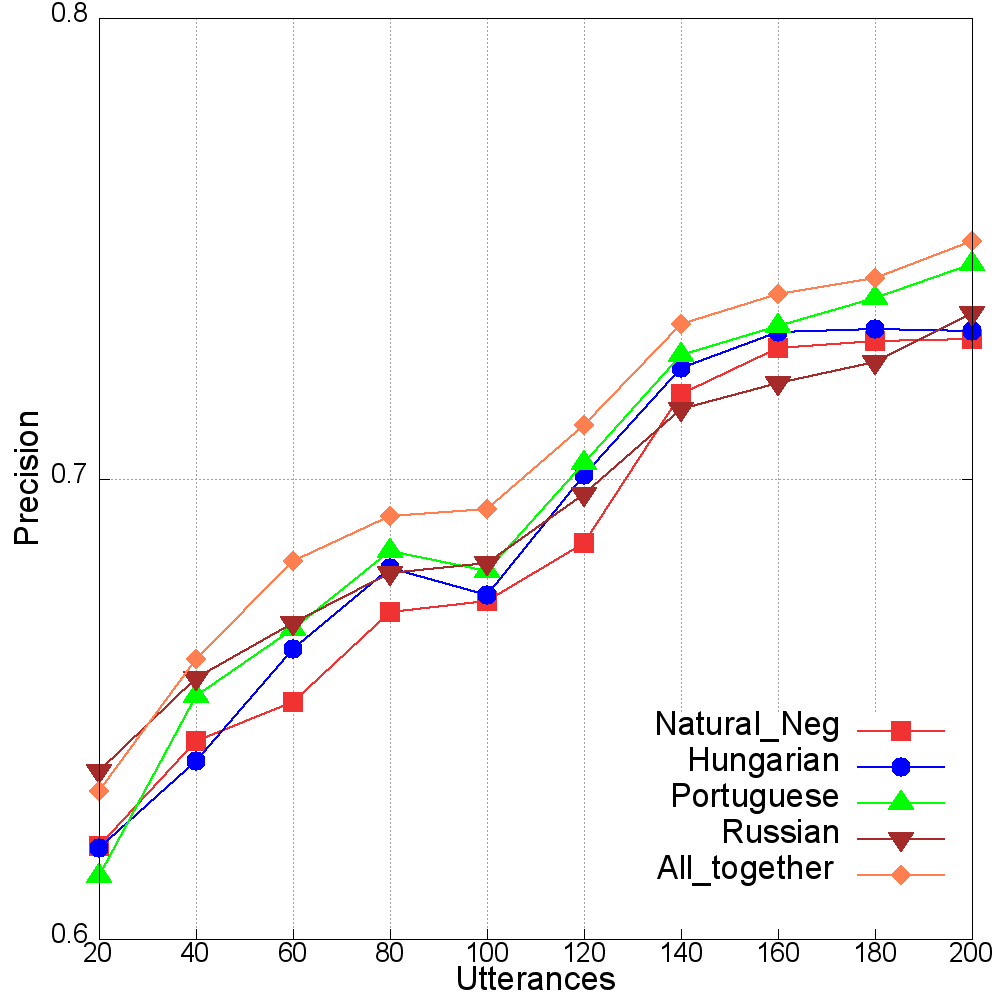 0.8
0.7
0.6
Precision
Natural_Neg
Hungarian
Portuguese
Russian
All_together
20 40 60 80 100 120 140 160 180 200
Utterances